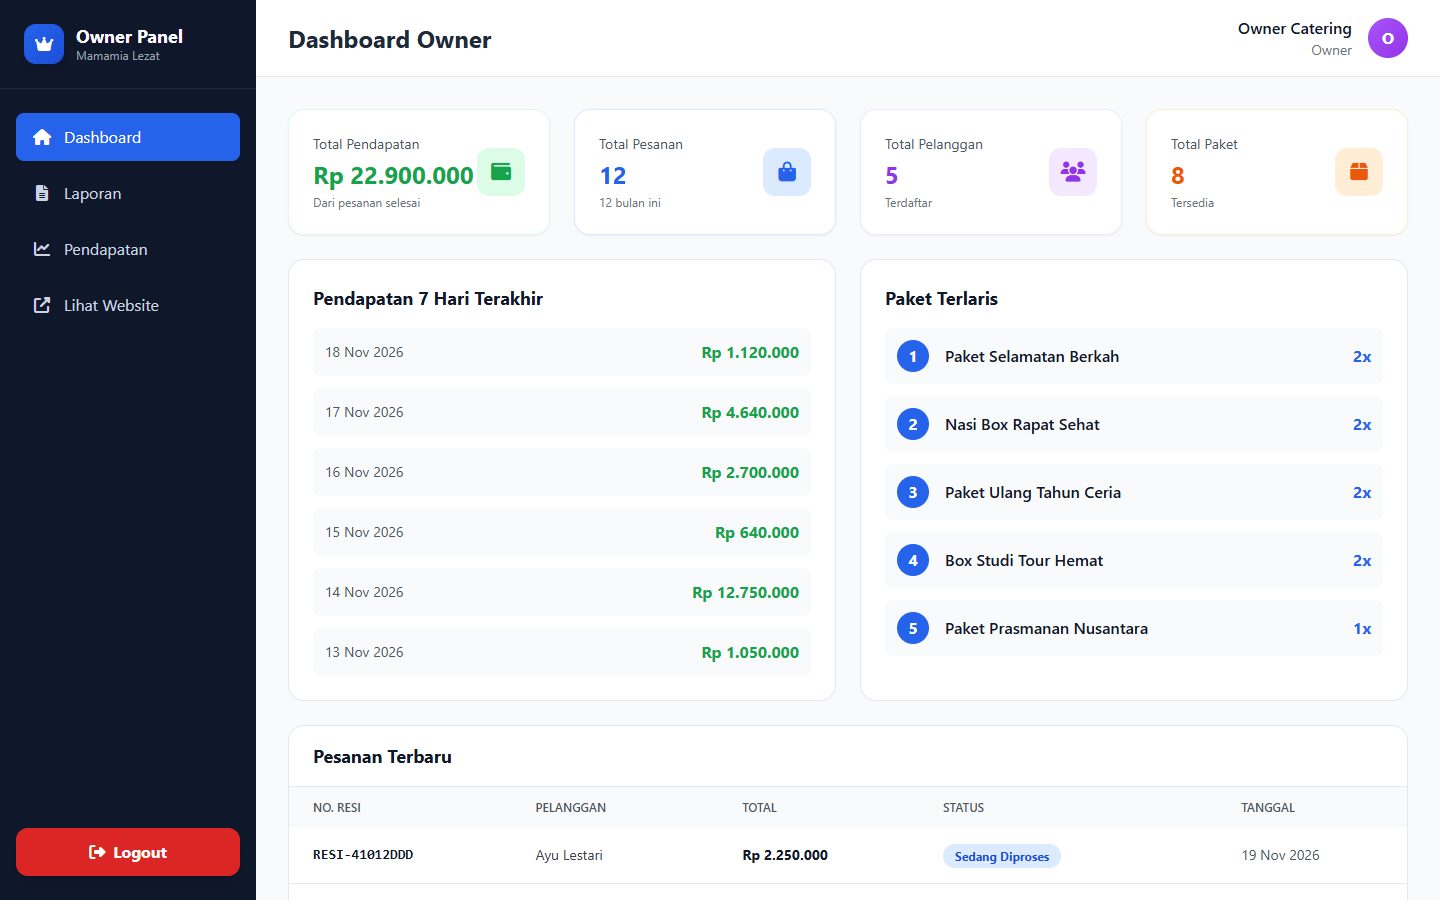 Owner Panel
Mamamia Lezat
Dashboard
Laporan
Pendapatan
Lihat Website
Logout
Dashboard Owner
Owner Catering
Owner
O
Total Pendapatan
Rp 22.900.000
Dari pesanan selesai
Total Pesanan
12
12 bulan ini
Total Pelanggan
5
Terdaftar
Total Paket
8
Tersedia
Pendapatan 7 Hari Terakhir
18 Nov 2026 Rp 1.120.000
17 Nov 2026 Rp 4.640.000
16 Nov 2026 Rp 2.700.000
15 Nov 2026 Rp 640.000
14 Nov 2026 Rp 12.750.000
13 Nov 2026 Rp 1.050.000
Paket Terlaris
1 Paket Selamatan Berkah 2x
2 Nasi Box Rapat Sehat 2x
3 Paket Ulang Tahun Ceria 2x
4 Box Studi Tour Hemat 2x
5 Paket Prasmanan Nusantara 1x
Pesanan Terbaru
NO. RESI PELANGGAN TOTAL STATUS TANGGAL
RESI-41012DDD Ayu Lestari Rp 2.250.000 Sedang Diproses 19 Nov 2026